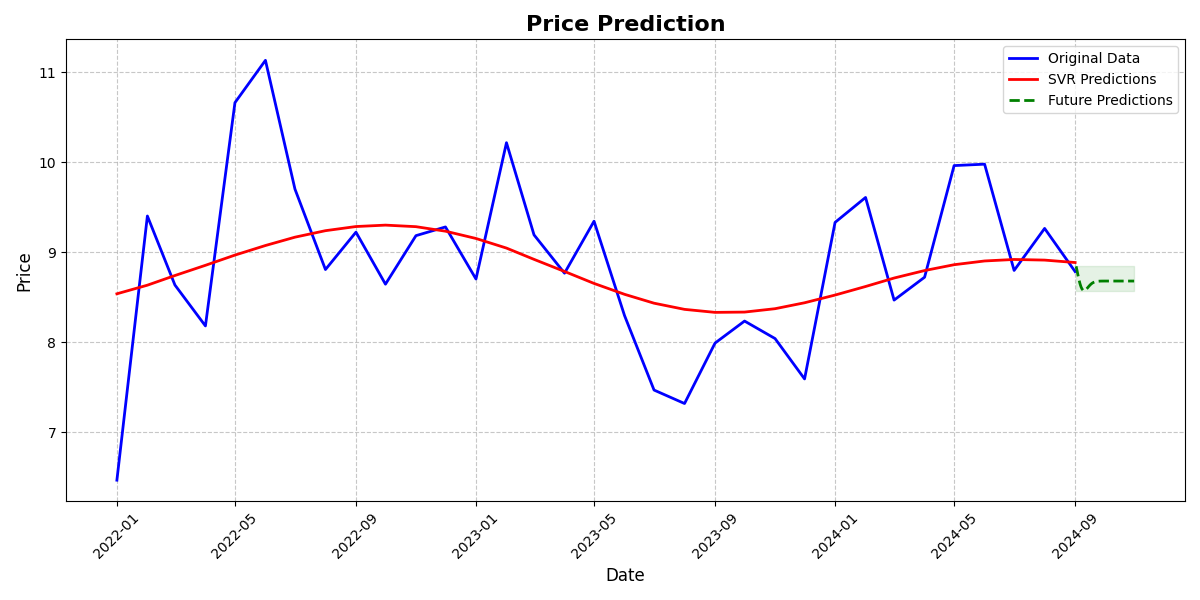 Price Prediction
Original Data
SVR Predictions
Future Predictions
Price
11
10
9
8
7
2022-01
2022-05
2022-09
2023-01
2023-05
2023-09
2024-01
2024-05
2024-09
Date